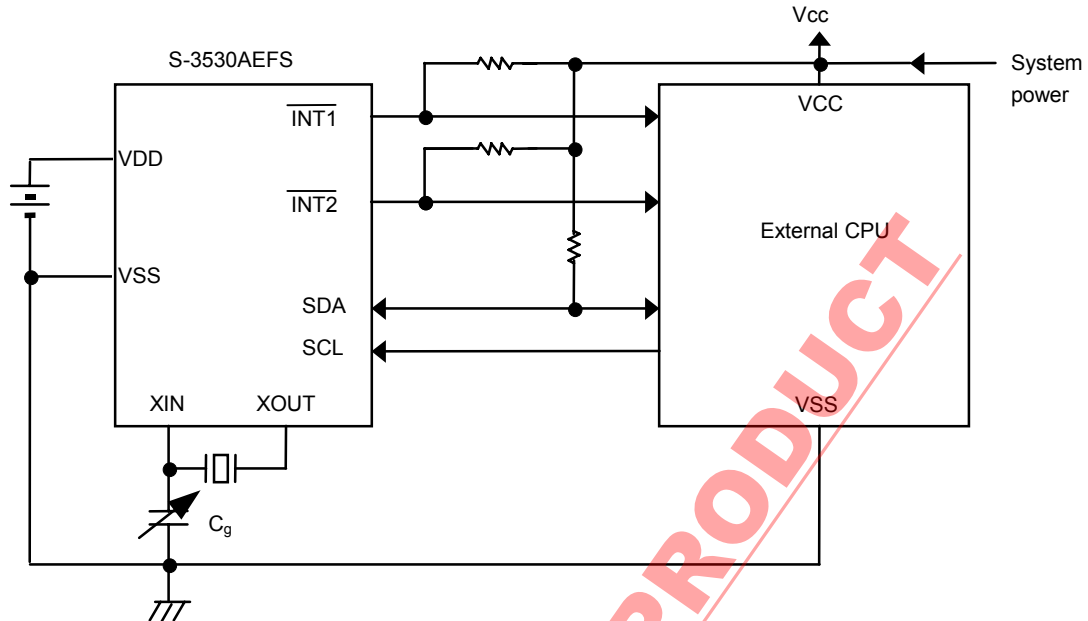 Vcc
S-3530AEFS
System
power
INT1
VCC
VDD
INT2
External CPU
VSS
SDA
SCL
XIN XOUT
VSS
Cg
PRODUCT